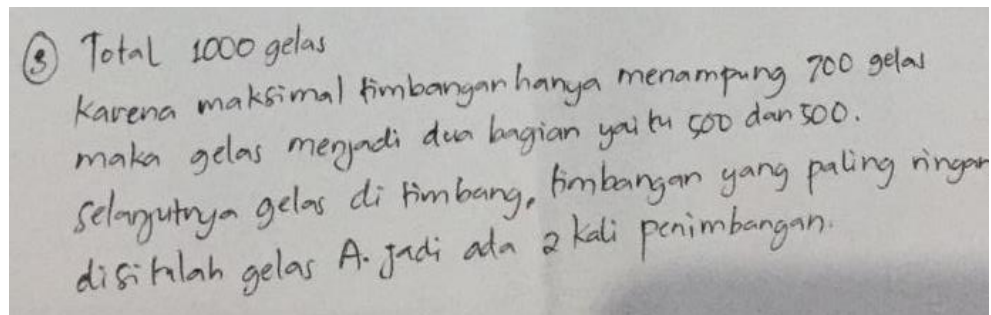 ③ Total 1000 gelas
Karena maksimal timbangan hanya menampung 700 gelas
maka gelas menjadi dua bagian yaitu 500 dan 500.
Selanjutnya gelas di timbang, timbangan yang paling ringan
disitulah gelas A. Jadi ada 2 kali penimbangan.